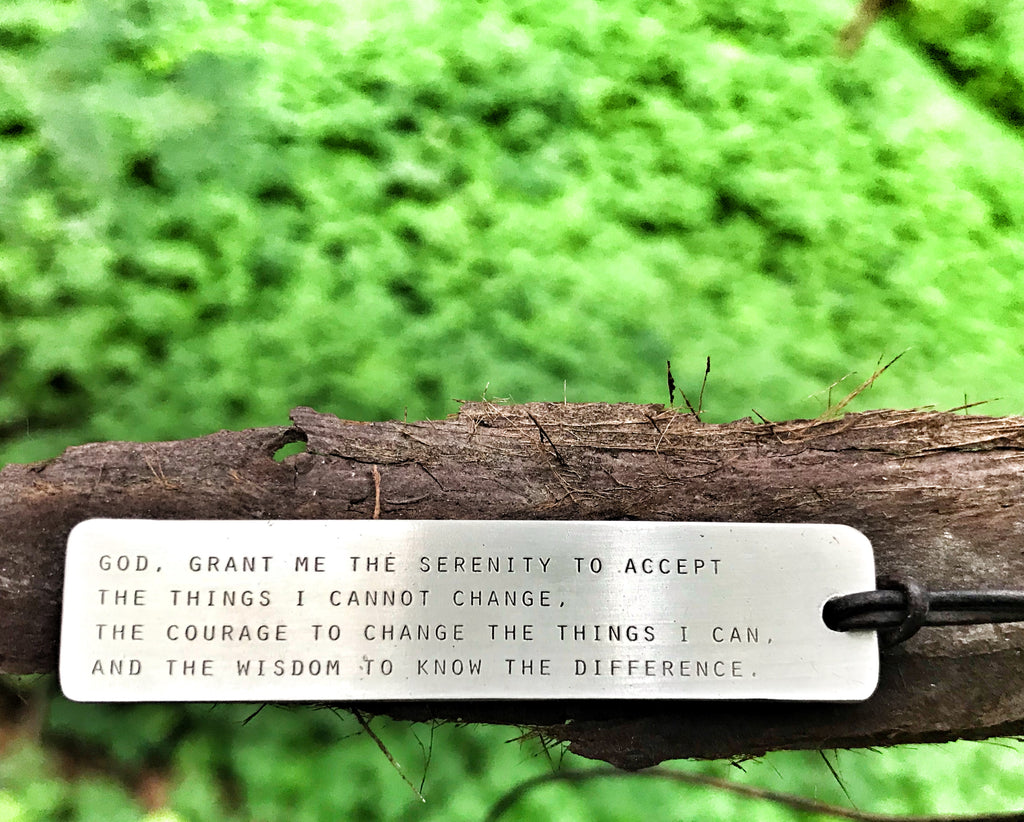 GOD, GRANT ME THE SERENITY TO ACCEPT
THE THINGS I CANNOT CHANGE,
THE COURAGE TO CHANGE THE THINGS I CAN,
AND THE WISDOM TO KNOW THE DIFFERENCE.